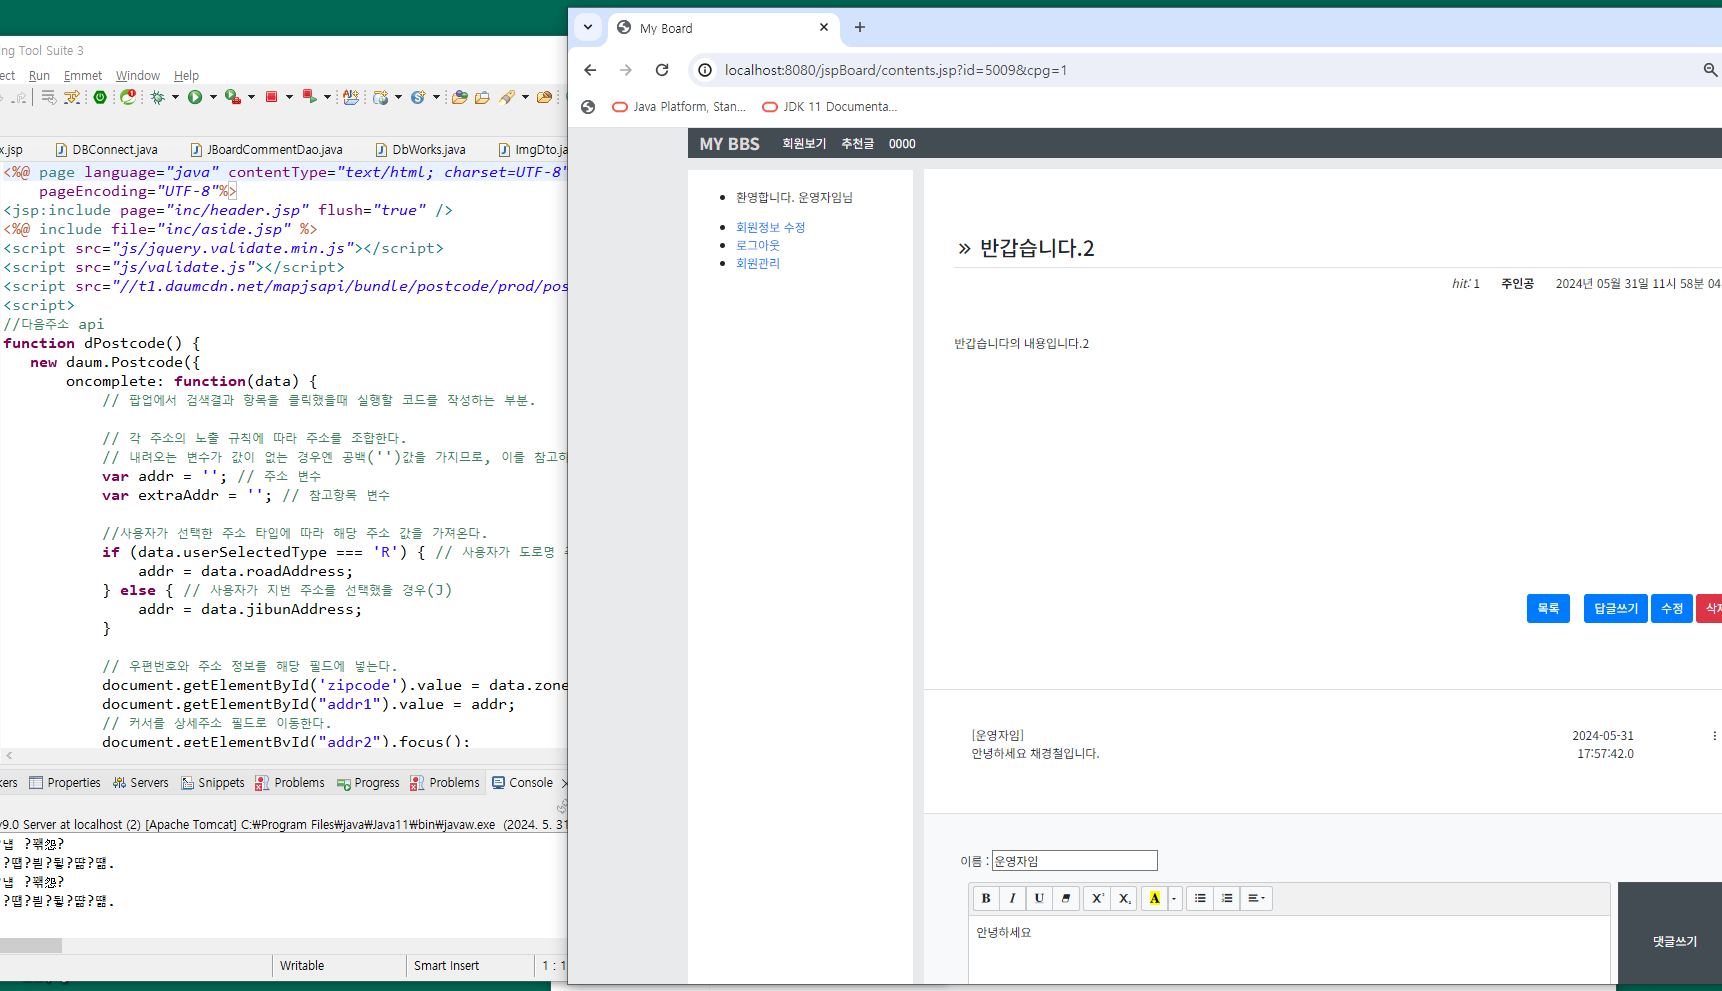 ng Tool Suite 3
ect Run Emmet Window Help
x.jsp DBConnect.java JBoardCommentDao.java DbWorks.java ImgDto.ja
<%@ page language="java" contentType="text/html; charset=UTF-8"
pageEncoding="UTF-8"%>
<jsp:include page="inc/header.jsp" flush="true" />
<%@ include file="inc/aside.jsp" %>
<script src="js/jquery.validate.min.js"></script>
<script src="js/validate.js"></script>
<script src="//t1.daumcdn.net/mapjsapi/bundle/postcode/prod/pos
<script>
//다음주소 api
function dPostcode() {
new daum.Postcode({
oncomplete: function(data) {
// 팝업에서 검색결과 항목을 클릭했을때 실행할 코드를 작성하는 부분.
// 각 주소의 노출 규칙에 따라 주소를 조합한다.
// 내려오는 변수가 값이 없는 경우엔 공백('')값을 가지므로, 이를 참고하
var addr = ''; // 주소 변수
var extraAddr = ''; // 참고항목 변수
//사용자가 선택한 주소 타입에 따라 해당 주소 값을 가져온다.
if (data.userSelectedType === 'R') { // 사용자가 도로명 주
addr = data.roadAddress;
} else { // 사용자가 지번 주소를 선택했을 경우(J)
addr = data.jibunAddress;
}
// 우편번호와 주소 정보를 해당 필드에 넣는다.
document.getElementById('zipcode').value = data.zone
document.getElementById("addr1").value = addr;
// 커서를 상세주소 필드로 이동한다.
document.getElementById("addr2").focus();
kers Properties Servers Snippets Problems Progress Problems Console
v9.0 Server at localhost (2) [Apache Tomcat] C:₩Program Files₩java₩Java11₩bin₩javaw.exe (2024. 5. 31
Writable Smart Insert 1 : 1
My Board
localhost:8080/jspBoard/contents.jsp?id=5009&cpg=1
Java Platform, Stan... JDK 11 Documenta...
MY BBS 회원보기 추천글 0000
환영합니다. 운영자임님
회원정보 수정
로그아웃
회원관리
» 반갑습니다.2
hit: 1 주인공 2024년 05월 31일 11시 58분 04
반갑습니다의 내용입니다.2
목록 답글쓰기 수정 삭제
[운영자임] 2024-05-31
안녕하세요 채경철입니다. 17:57:42.0
이름 : 운영자임
B I U X² X₂ A
안녕하세요
댓글쓰기